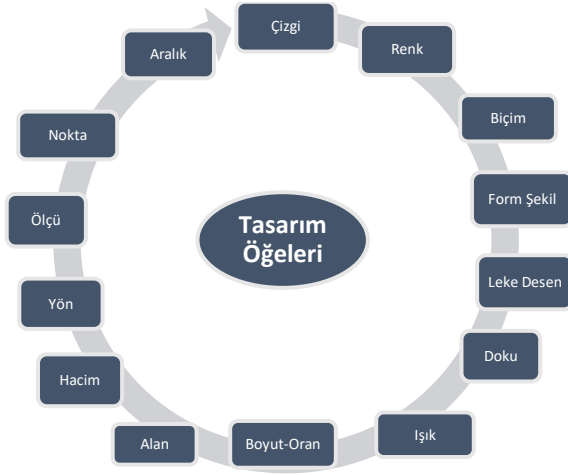 Çizgi
Renk
Biçim
Form Şekil
Leke Desen
Doku
Işık
Boyut-Oran
Alan
Hacim
Yön
Ölçü
Nokta
Aralık
Tasarım
Öğeleri